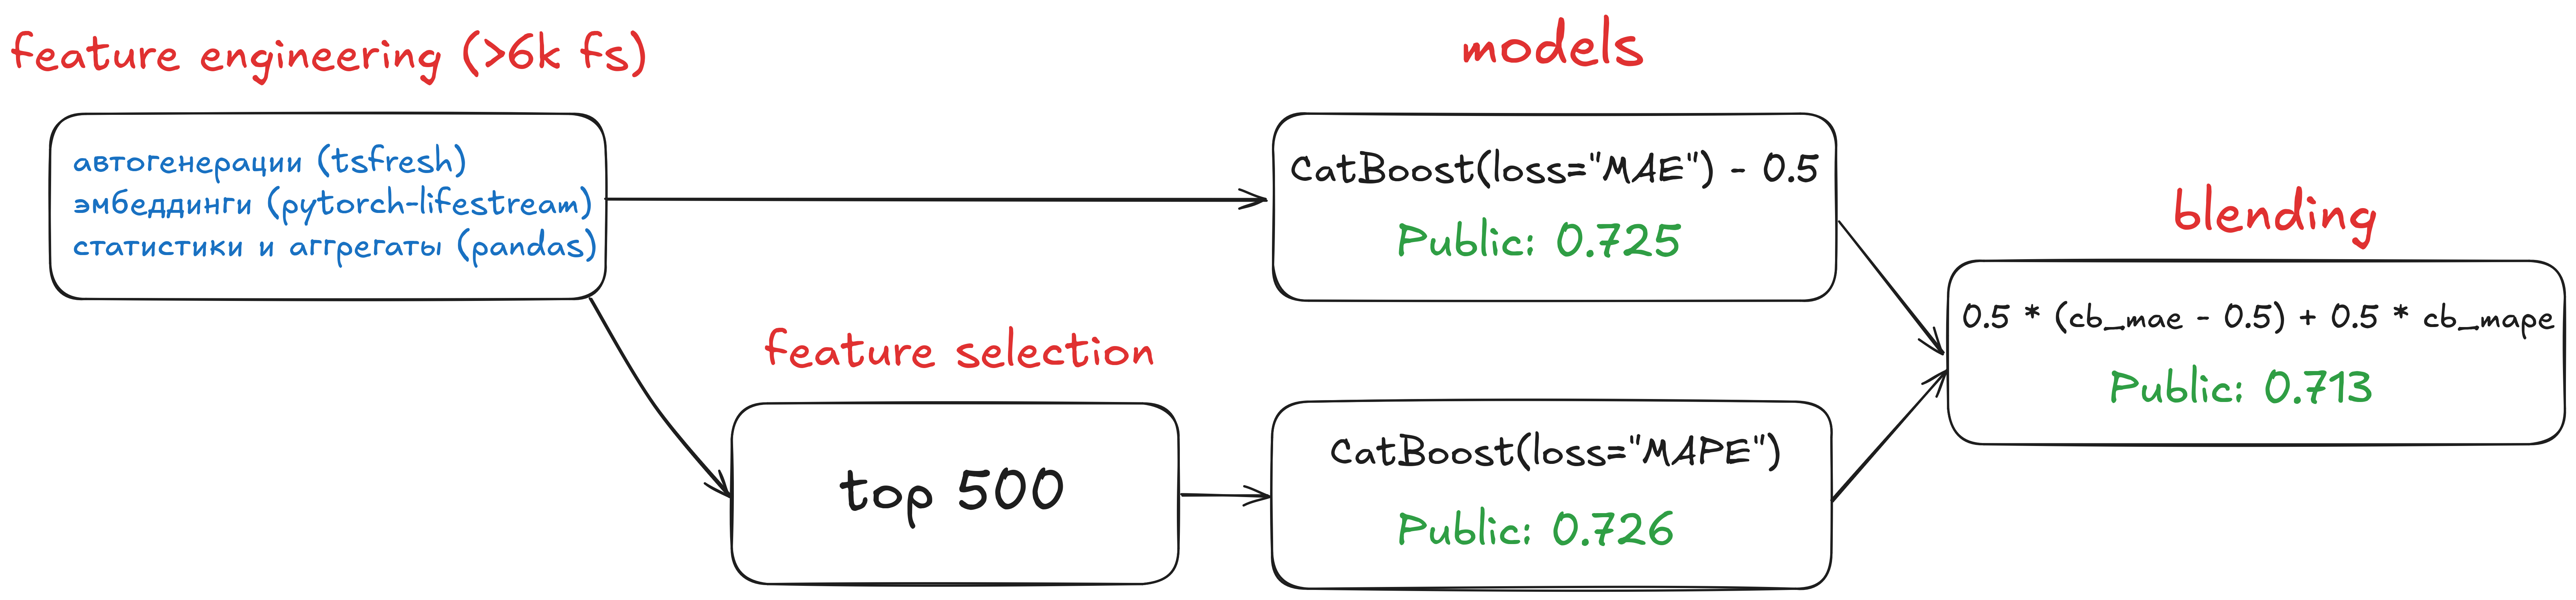 feature engineering (>6k fs)
автогенерации (tsfresh)
эмбеддинги (pytorch-lifestream)
статистики и аггрегаты (pandas)
feature selection
top 500
models
CatBoost(loss="MAE") - 0.5
Public: 0.725
CatBoost(loss="MAPE")
Public: 0.726
blending
0.5 * (cb_mae - 0.5) + 0.5 * cb_mape
Public: 0.713